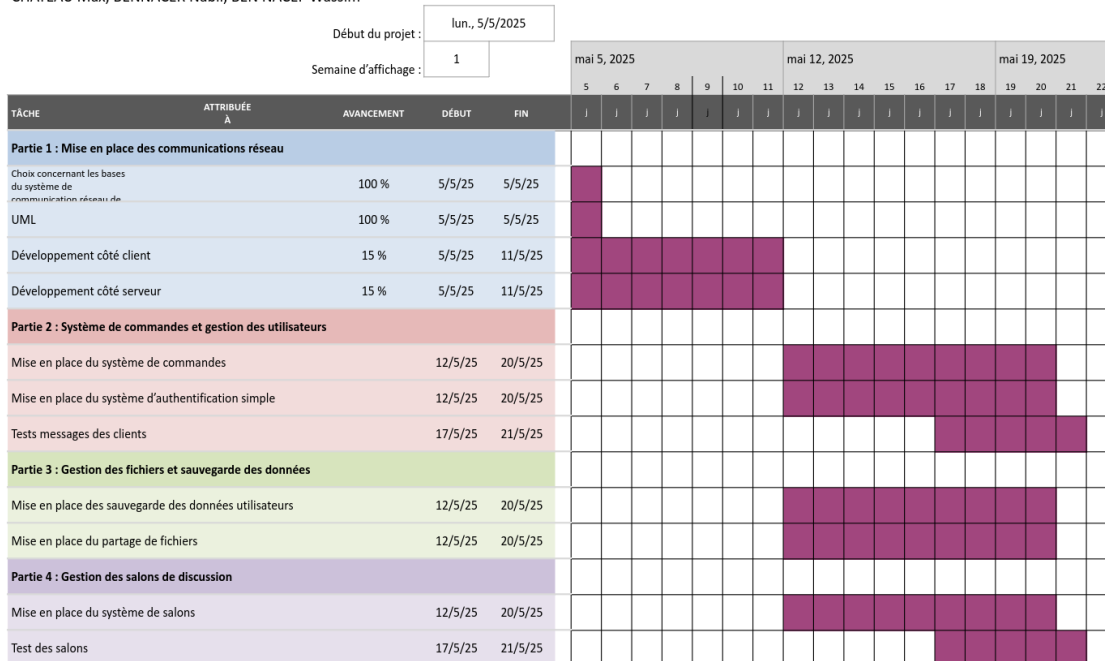 Début du projet : lun., 5/5/2025
Semaine d'affichage : 1
mai 5, 2025 mai 12, 2025 mai 19, 2025
5 6 7 8 9 10 11 12 13 14 15 16 17 18 19 20 21 22
TÂCHE ATTRIBUÉE À AVANCEMENT DÉBUT FIN j j j j j j j j j j j j j j j j j j
Partie 1 : Mise en place des communications réseau
Choix concernant les bases
du système de
communication réseau de
100 % 5/5/25 5/5/25
UML 100 % 5/5/25 5/5/25
Développement côté client 15 % 5/5/25 11/5/25
Développement côté serveur 15 % 5/5/25 11/5/25
Partie 2 : Système de commandes et gestion des utilisateurs
Mise en place du système de commandes 12/5/25 20/5/25
Mise en place du système d'authentification simple 12/5/25 20/5/25
Tests messages des clients 17/5/25 21/5/25
Partie 3 : Gestion des fichiers et sauvegarde des données
Mise en place des sauvegarde des données utilisateurs 12/5/25 20/5/25
Mise en place du partage de fichiers 12/5/25 20/5/25
Partie 4 : Gestion des salons de discussion
Mise en place du système de salons 12/5/25 20/5/25
Test des salons 17/5/25 21/5/25